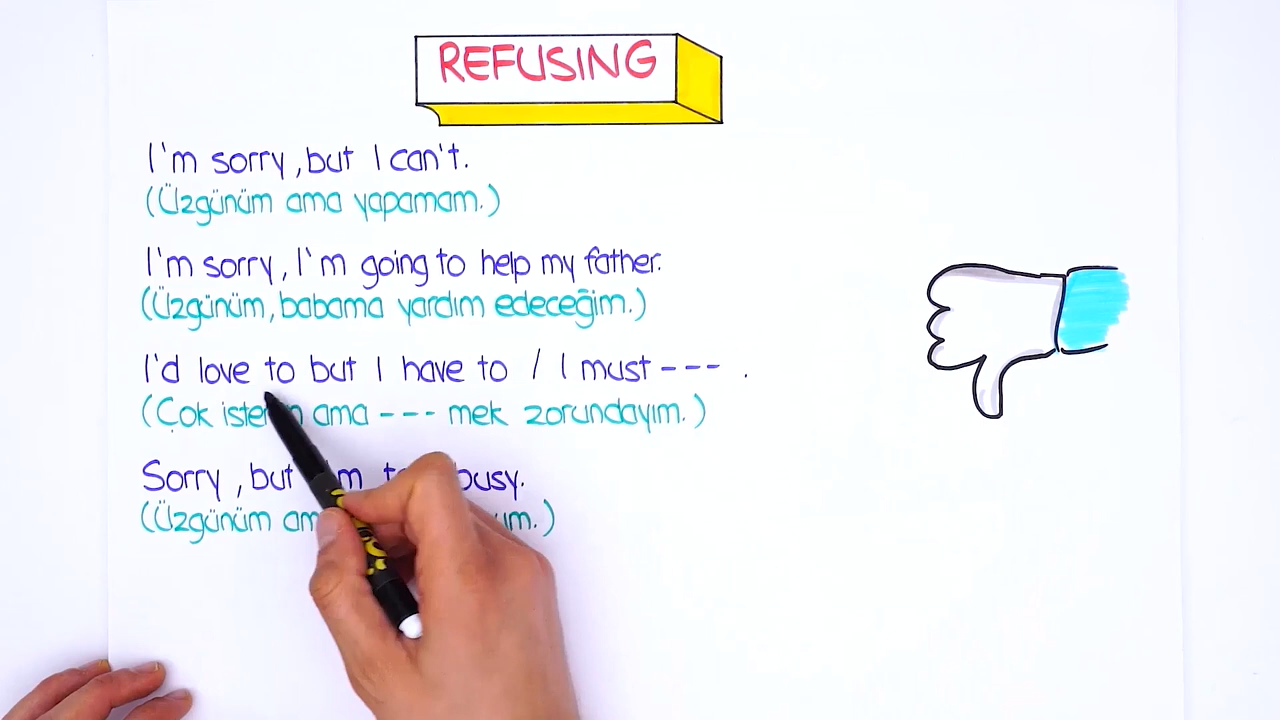 REFUSING
I'm sorry, but I can't.
(Üzgünüm ama yapamam.)
I'm sorry, I'm going to help my father.
(Üzgünüm, babama yardım edeceğim.)
I'd love to but I have to / I must --- .
(Çok ama --- mek zorundayım.)
Sorry, but busy.
(Üzgünüm